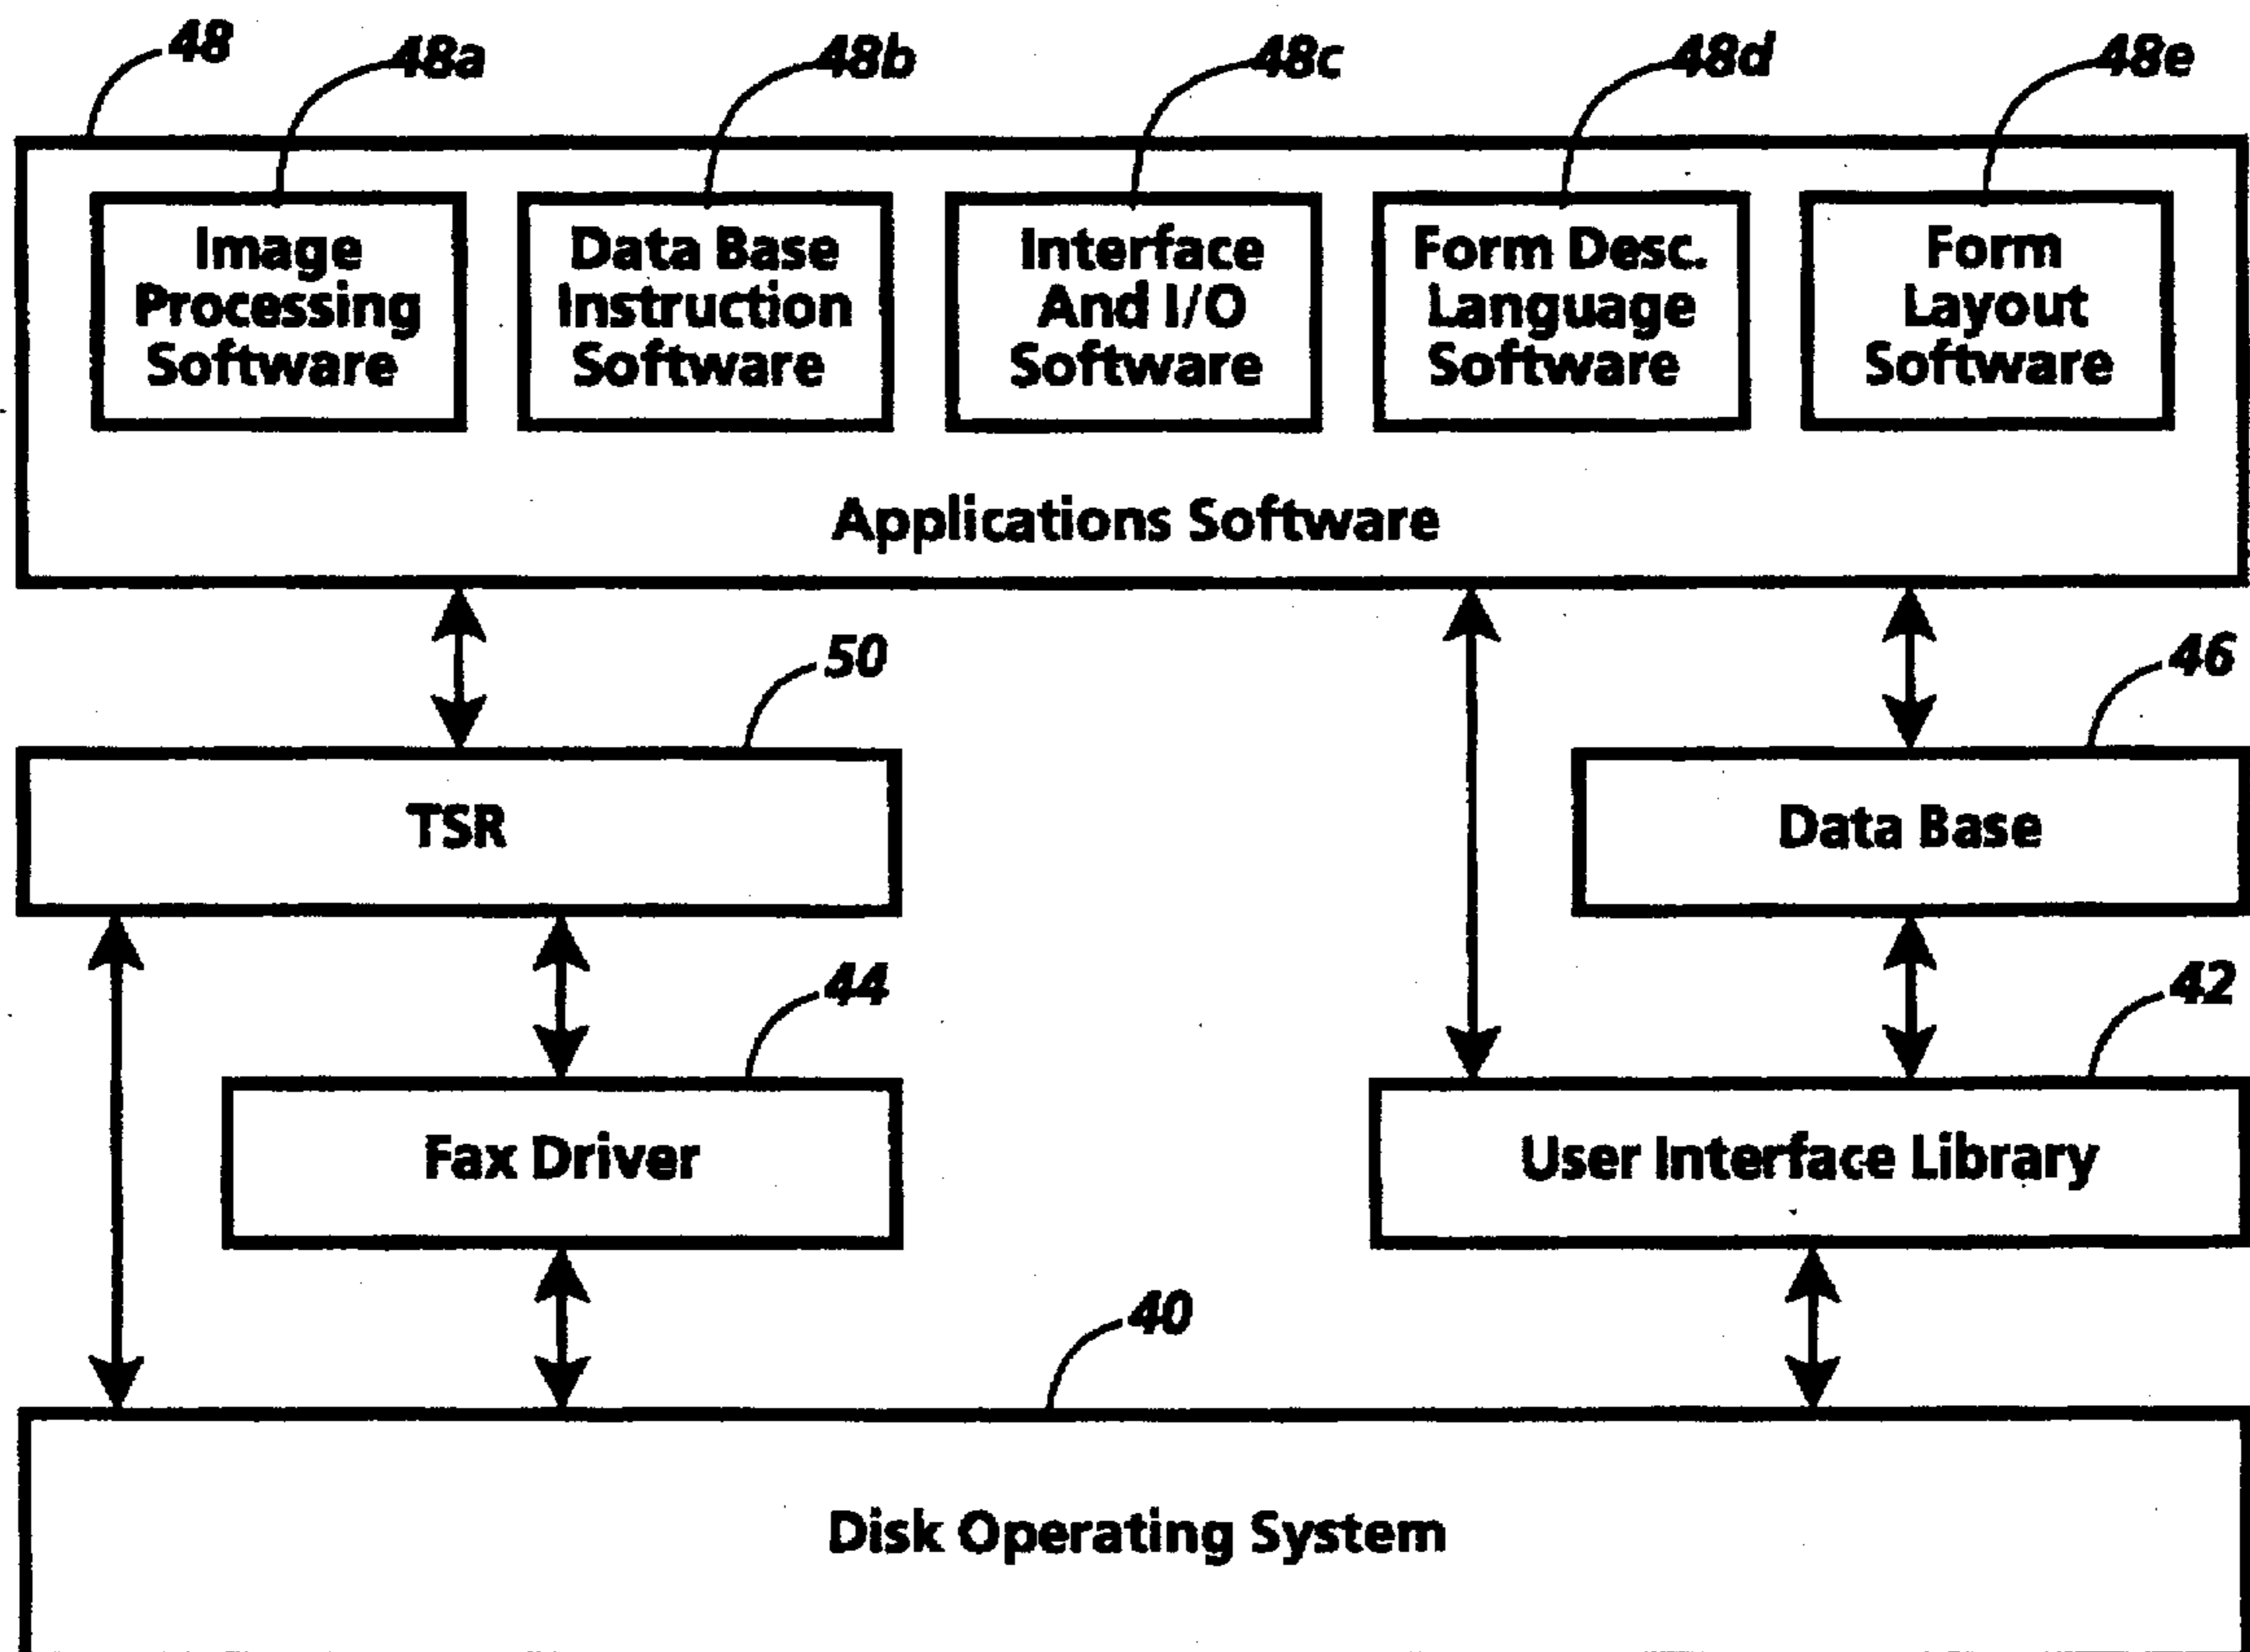 48
48a
48b
48c
48d
48e
Image
Processing
Software
Data Base
Instruction
Software
Interface
And I/O
Software
Form Desc.
Language
Software
Form
Layout
Software
Applications Software
50
46
TSR
Data Base
44
42
Fax Driver
User Interface Library
40
Disk Operating System